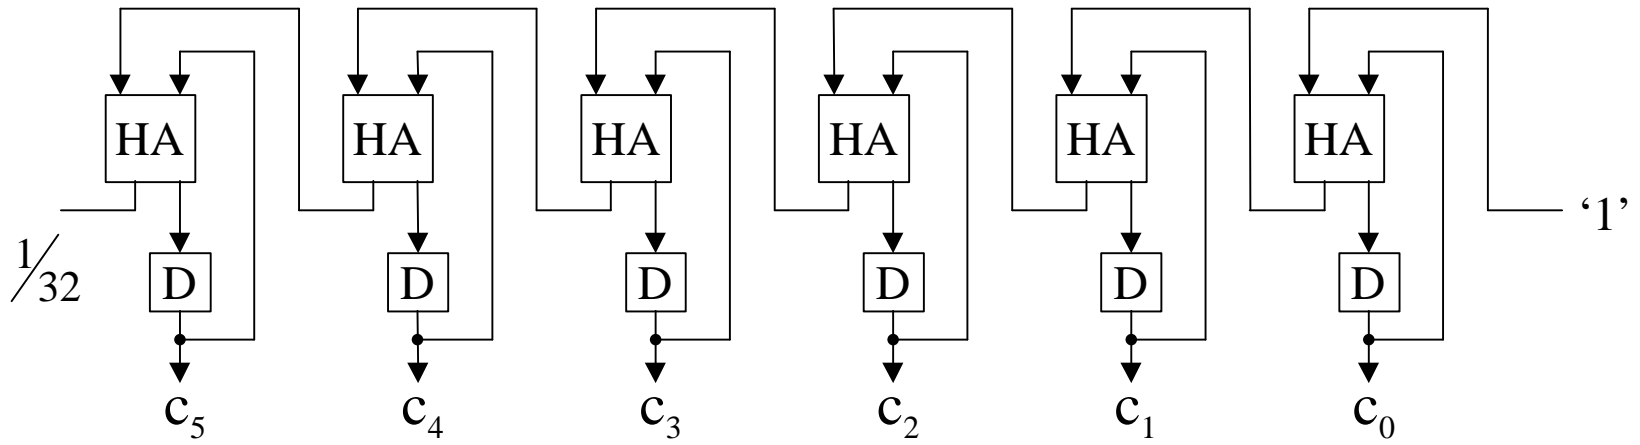 HA HA HA HA HA HA
1/32 ‘1’
D D D D D D
c5 c4 c3 c2 c1 c0